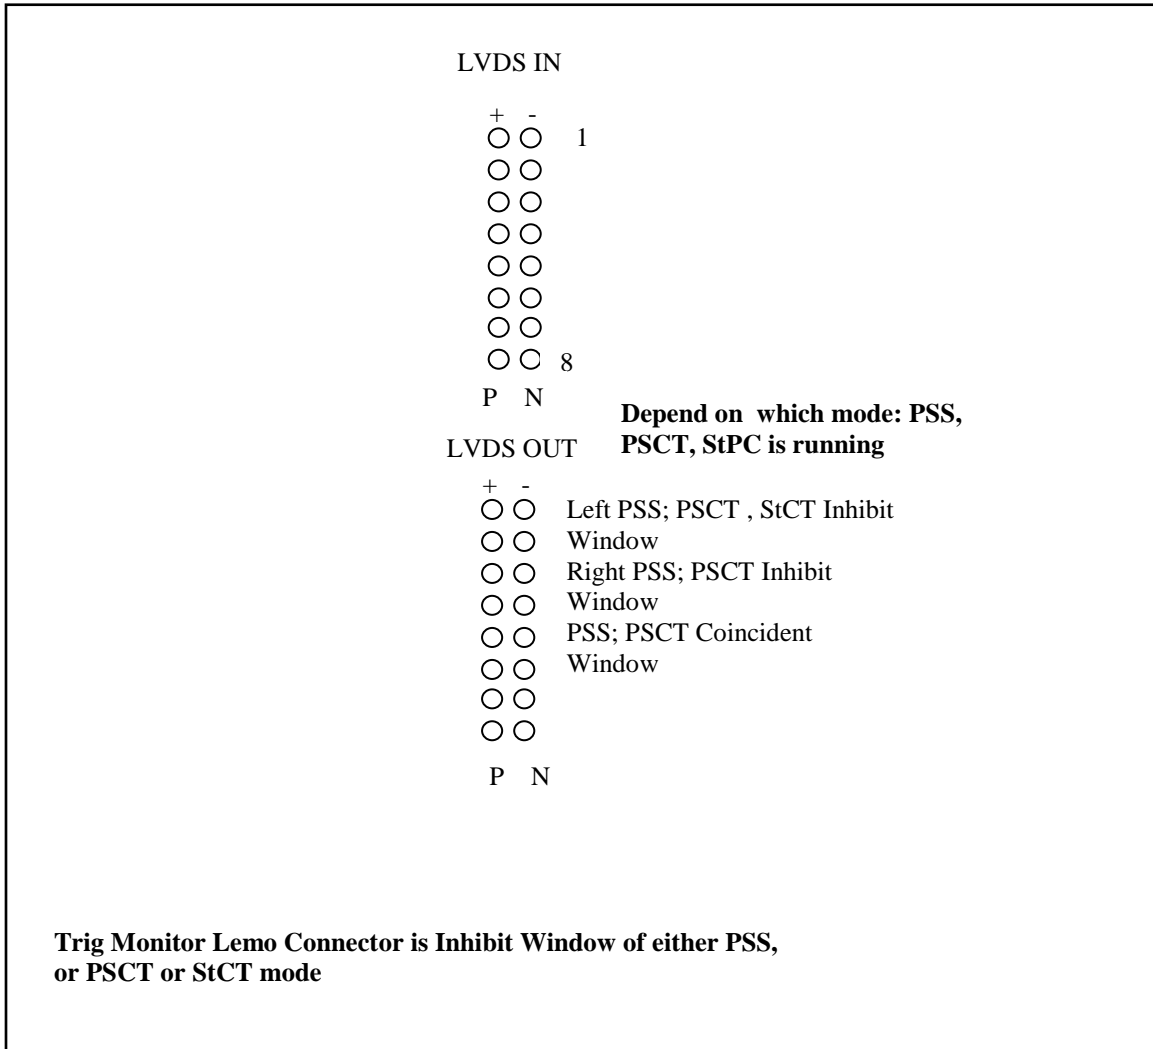 LVDS IN
+ -
1
8
P N
Depend on which mode: PSS,
PSCT, StPC is running
LVDS OUT
+ -
Left PSS; PSCT , StCT Inhibit
Window
Right PSS; PSCT Inhibit
Window
PSS; PSCT Coincident
Window
P N
Trig Monitor Lemo Connector is Inhibit Window of either PSS,
or PSCT or StCT mode